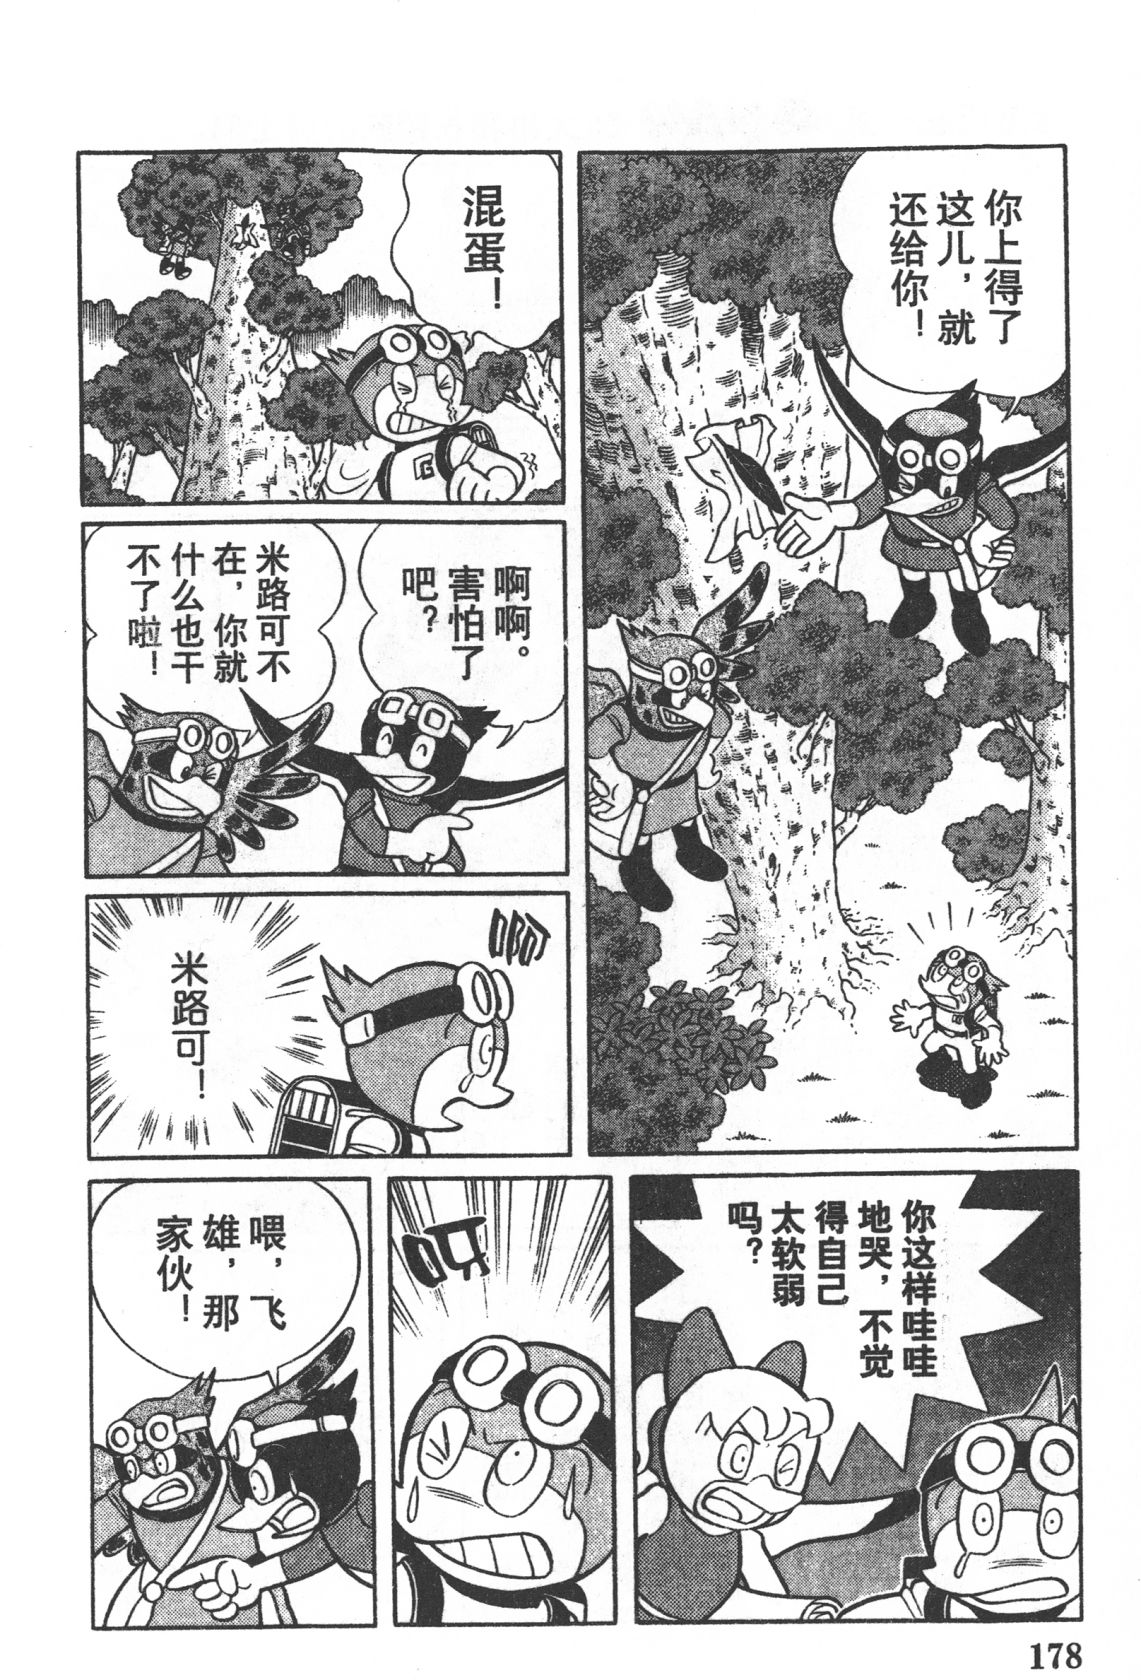 你上得了
这儿，就
还给你！
混蛋！
啊啊。
害怕了
吧？
米路可不
在，你就
什么也干
不了啦！
啊
米路可！
你这样哇哇
地哭，不觉
得自己
太软弱
吗？
呀
喂，飞
雄，那
家伙！
G
178